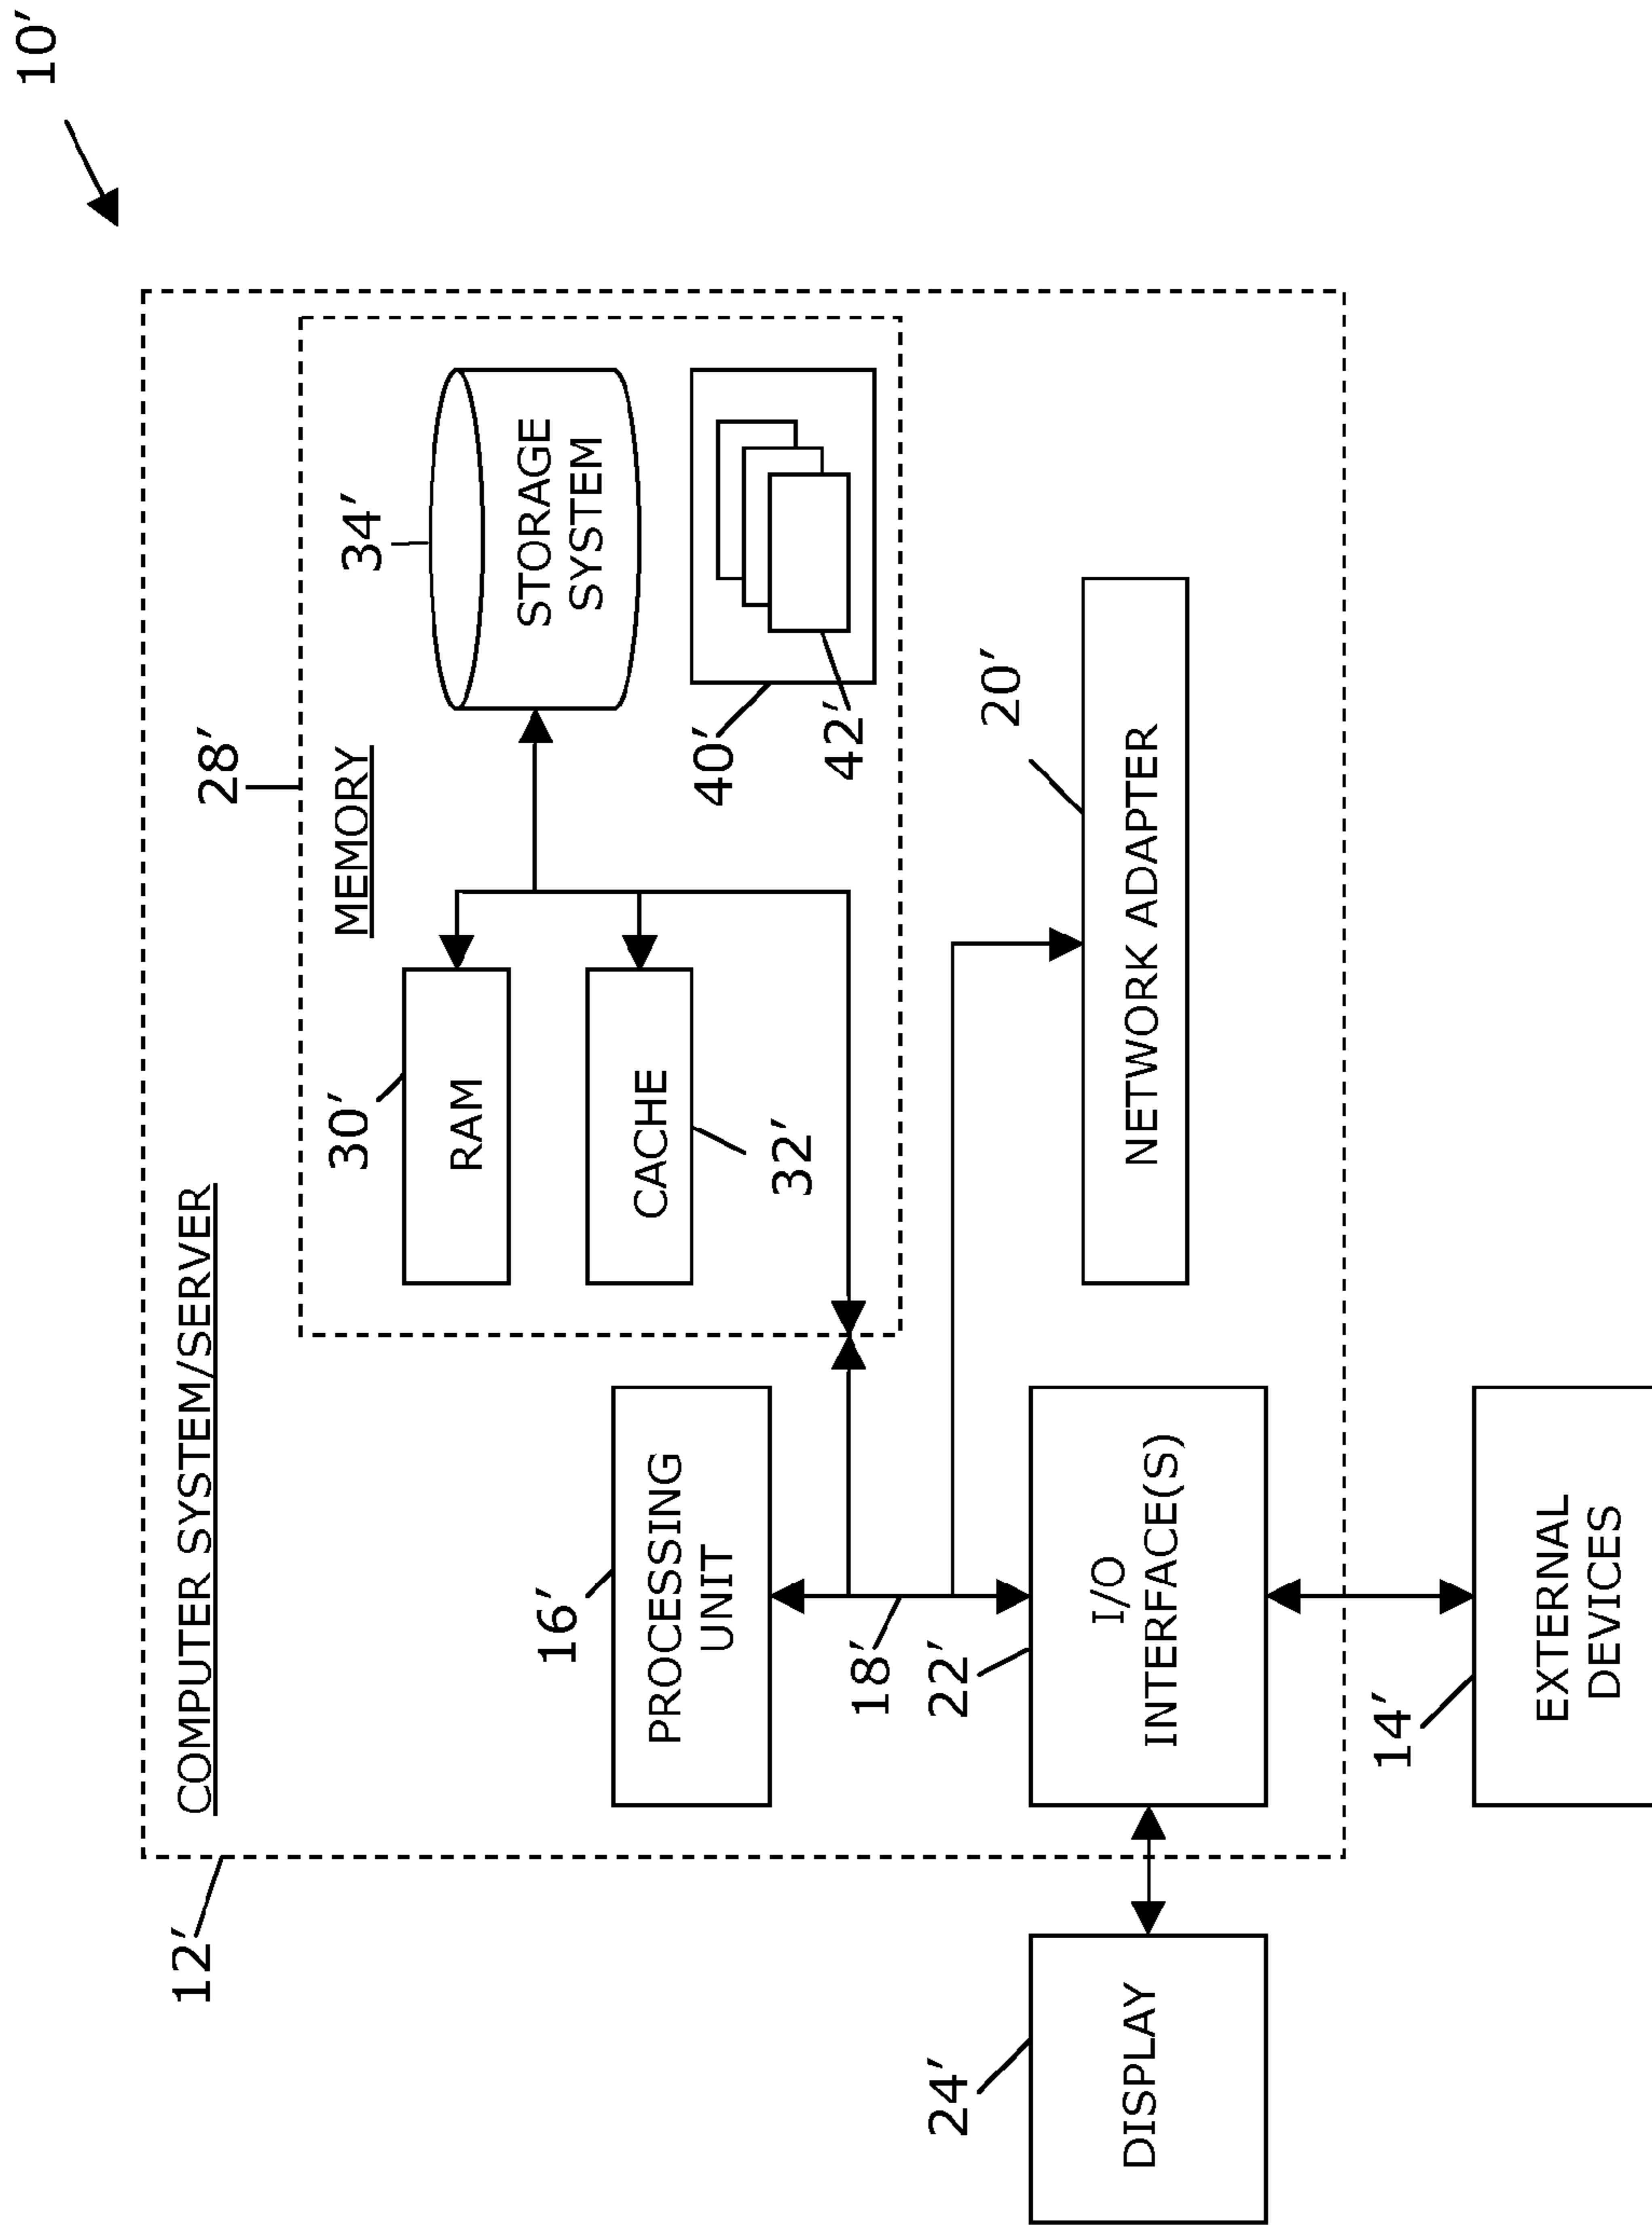 10′
12′
COMPUTER SYSTEM/SERVER
28′
MEMORY
30′
RAM
34′
STORAGE
SYSTEM
16′
PROCESSING
UNIT
CACHE
32′
40′
42′
18′
22′
I/O
INTERFACE(S)
20′
NETWORK ADAPTER
24′
DISPLAY
14′
EXTERNAL
DEVICES